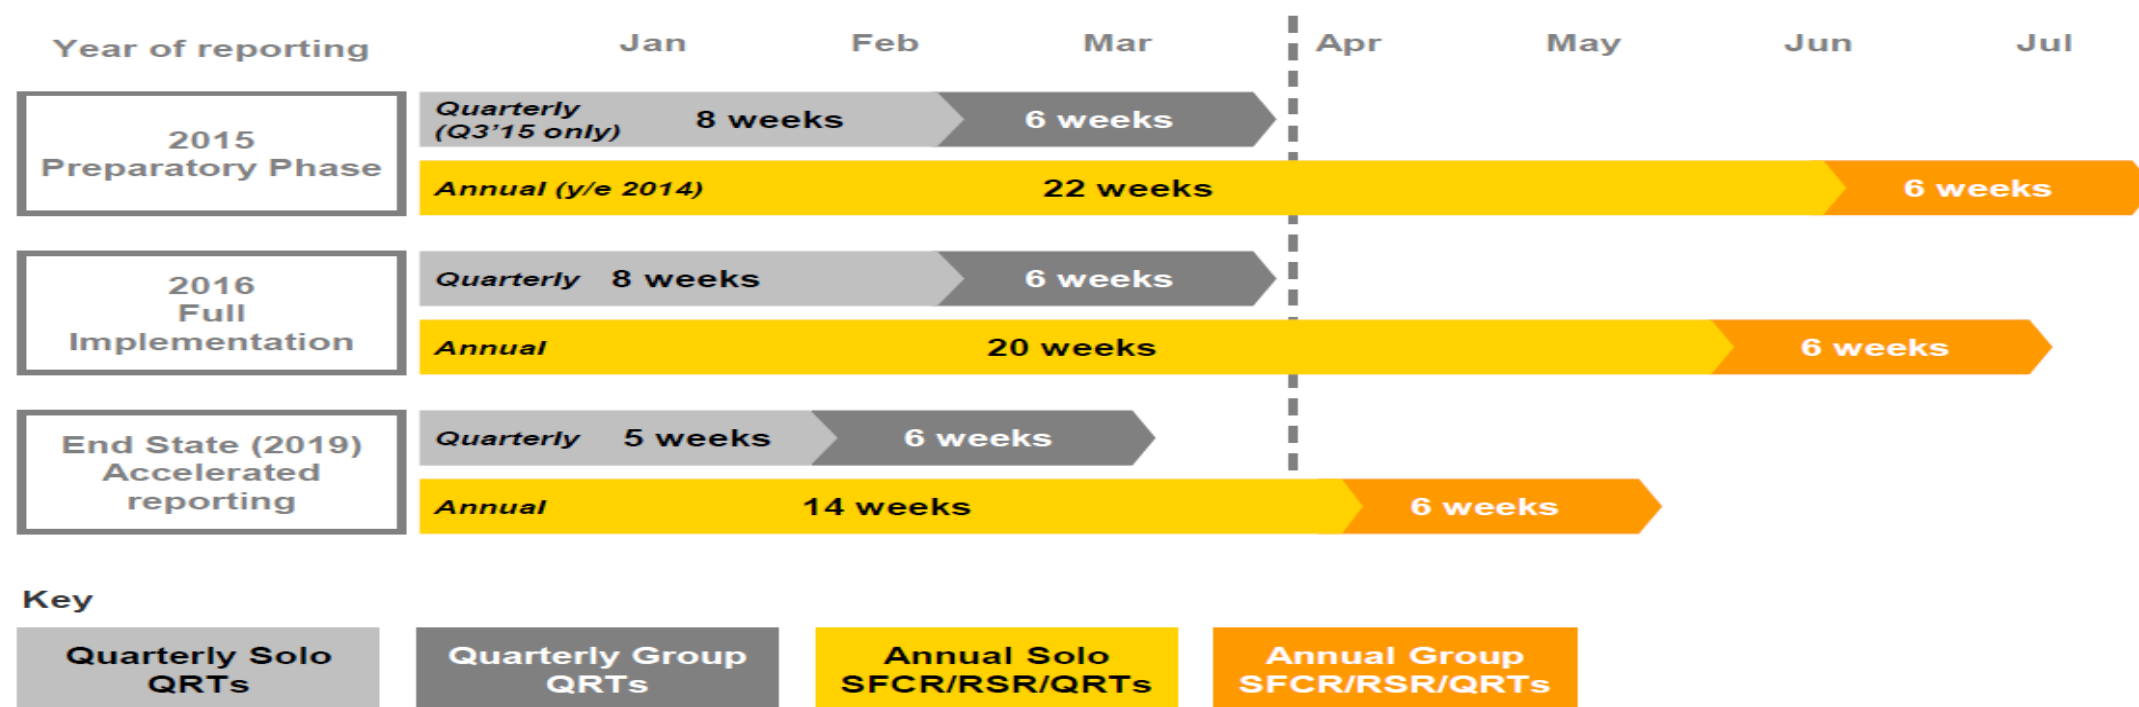 Year of reporting Jan Feb Mar Apr May Jun Jul
2015
Preparatory Phase
Quarterly
(Q3’15 only)
8 weeks
6 weeks
Annual (y/e 2014)
22 weeks
6 weeks
2016
Full
Implementation
Quarterly
8 weeks
6 weeks
Annual
20 weeks
6 weeks
End State (2019)
Accelerated
reporting
Quarterly
5 weeks
6 weeks
Annual
14 weeks
6 weeks
Key
Quarterly Solo
QRTs
Quarterly Group
QRTs
Annual Solo
SFCR/RSR/QRTs
Annual Group
SFCR/RSR/QRTs